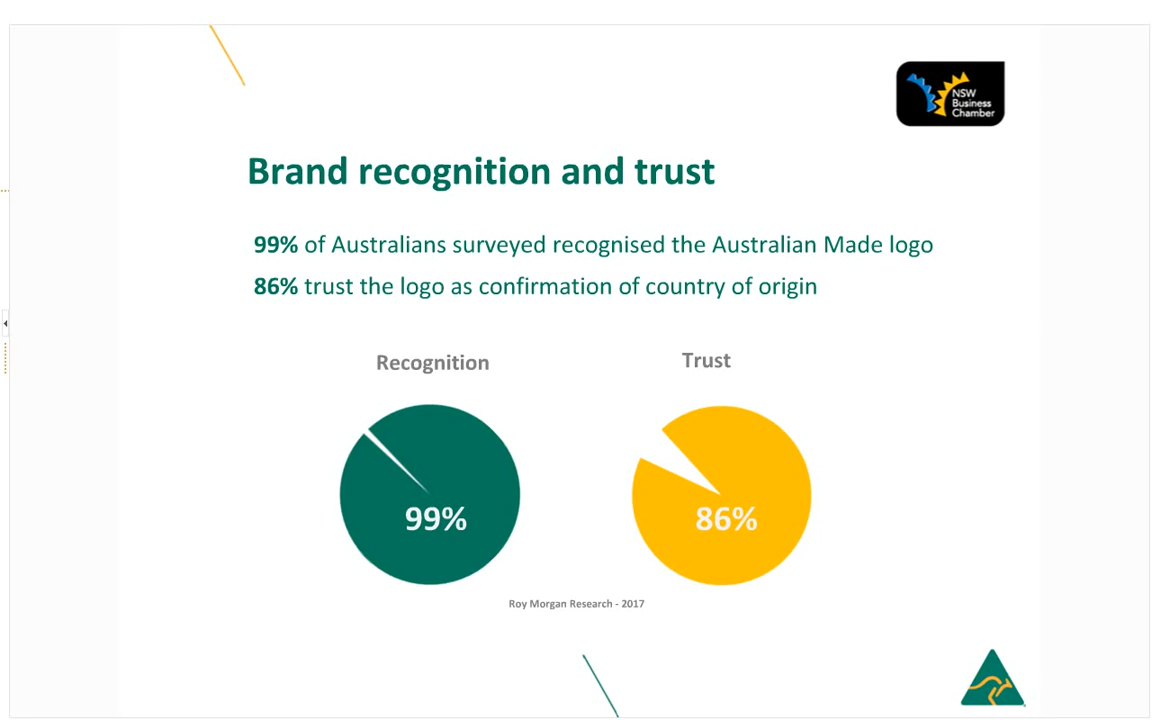 NSW
Business
Chamber
Brand recognition and trust
99% of Australians surveyed recognised the Australian Made logo
86% trust the logo as confirmation of country of origin
Recognition
Trust
99%
86%
Roy Morgan Research - 2017